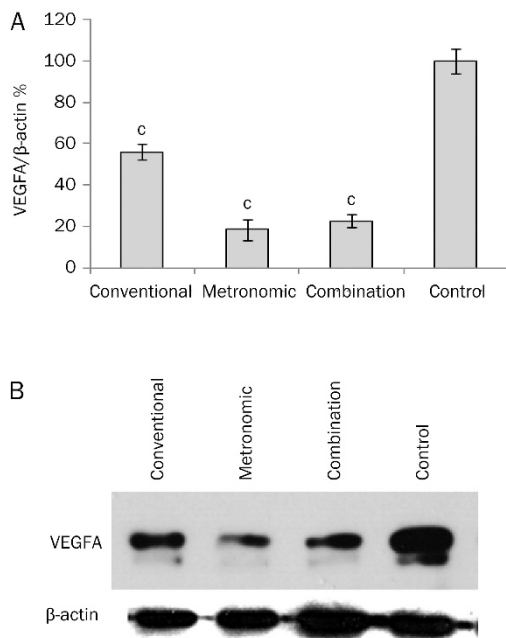 A
VEGFA/β-actin %
120
100
80
60
40
20
0
c
c
c
Conventional
Metronomic
Combination
Control
B
Conventional
Metronomic
Combination
Control
VEGFA
β-actin